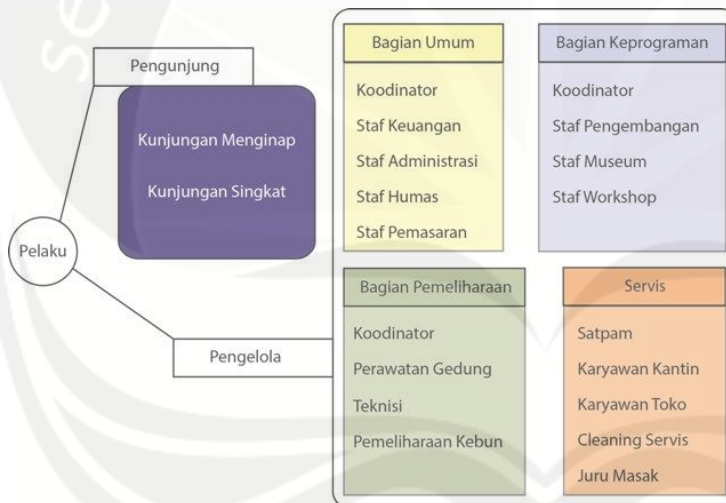 Pelaku
Pengunjung
Kunjungan Menginap
Kunjungan Singkat
Pengelola
Bagian Umum
Koodinator
Staf Keuangan
Staf Administrasi
Staf Humas
Staf Pemasaran
Bagian Keprograman
Koodinator
Staf Pengembangan
Staf Museum
Staf Workshop
Bagian Pemeliharaan
Koodinator
Perawatan Gedung
Teknisi
Pemeliharaan Kebun
Servis
Satpam
Karyawan Kantin
Karyawan Toko
Cleaning Servis
Juru Masak